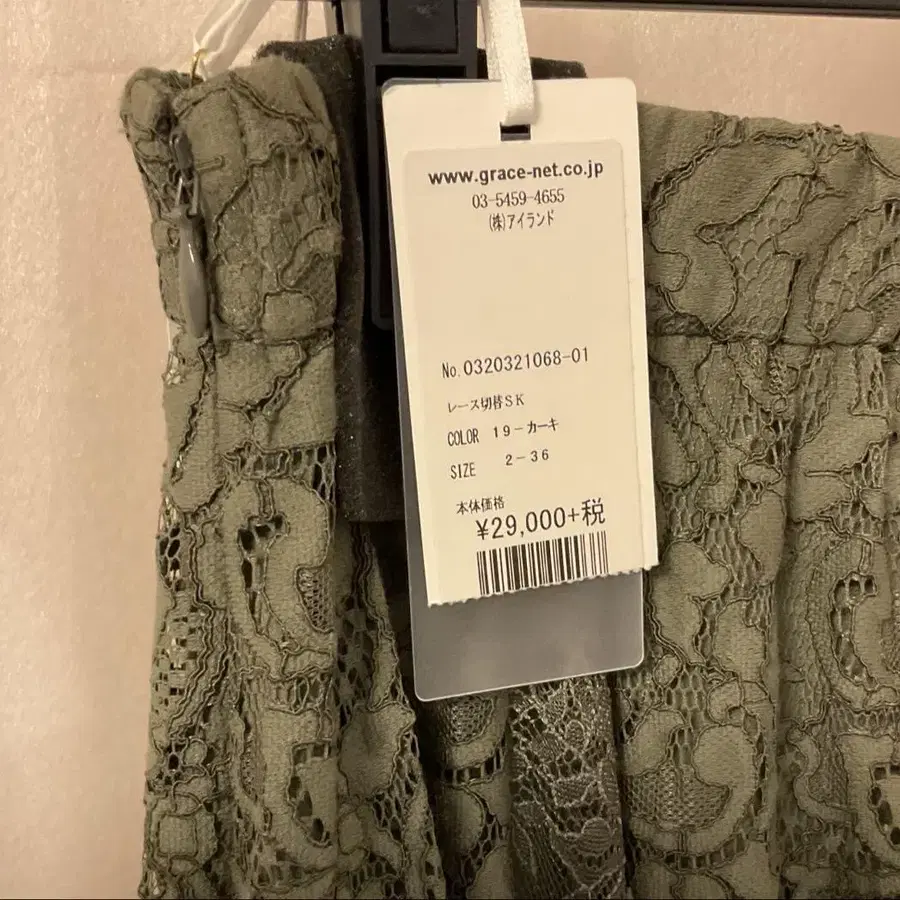 www.grace-net.co.jp
03-5459-4655
(株)アイランド
No.0320321068-01
レース切替SK
COLOR 19-カーキ
SIZE 2-36
本体価格
¥29,000+税